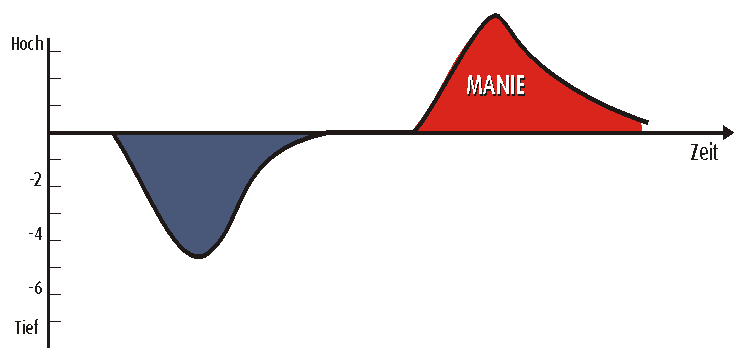 Hoch
MANIE
Zeit
-2
-4
-6
Tief